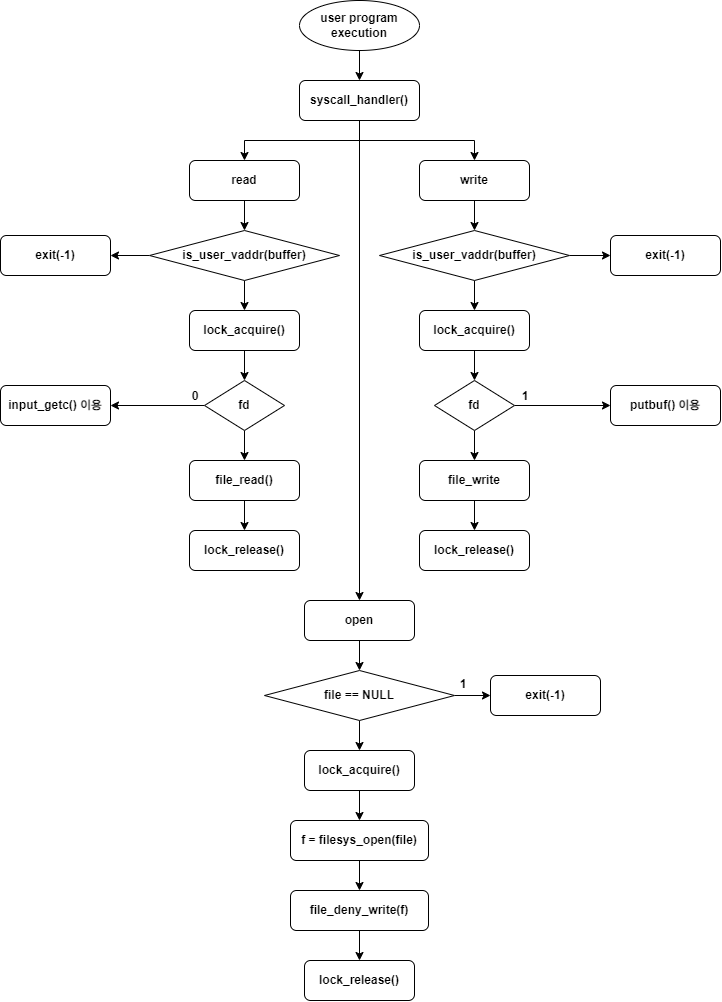 user program
execution
syscall_handler()
read
write
exit(-1)
is_user_vaddr(buffer)
is_user_vaddr(buffer)
exit(-1)
lock_acquire()
lock_acquire()
input_getc() 이용
0
fd
fd
1
putbuf() 이용
file_read()
file_write
lock_release()
lock_release()
open
file == NULL
1
exit(-1)
lock_acquire()
f = filesys_open(file)
file_deny_write(f)
lock_release()